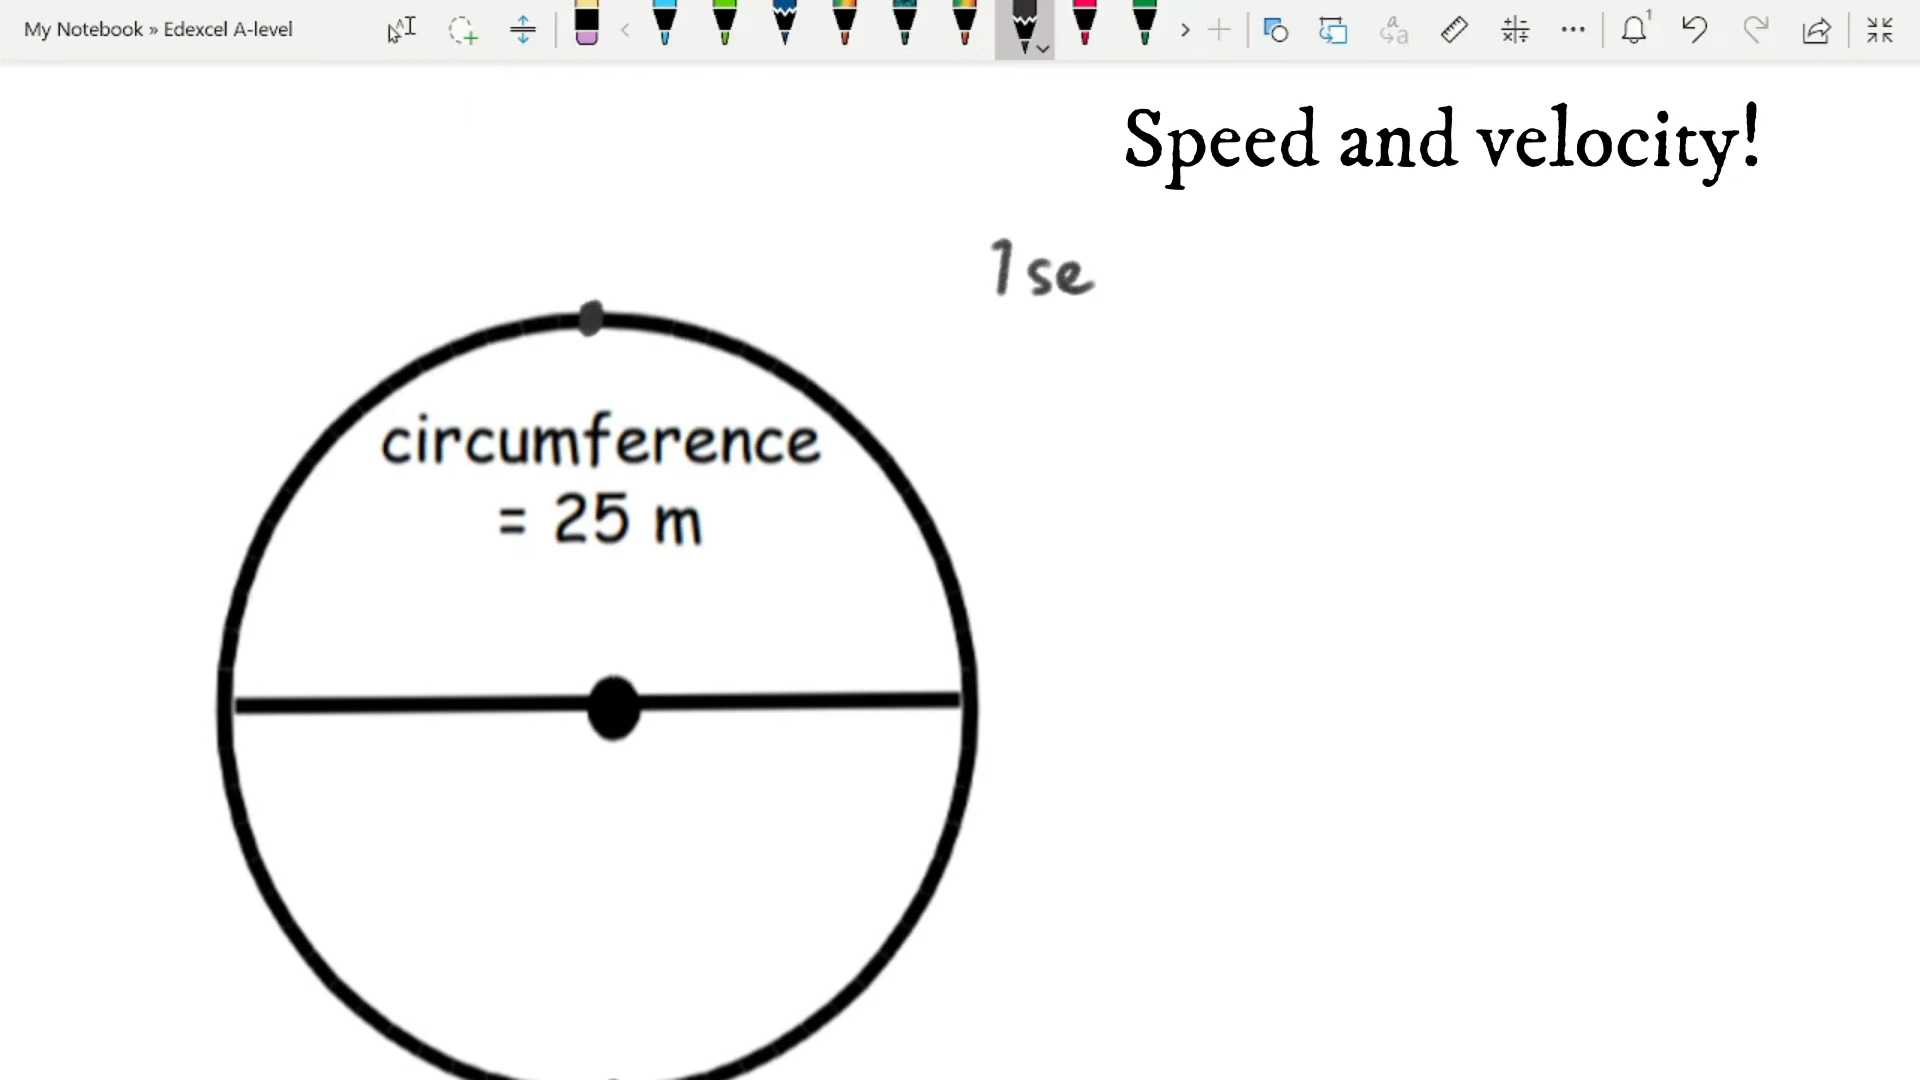 My Notebook » Edexcel A-level
Speed and velocity!
1 se
circumference
= 25 m